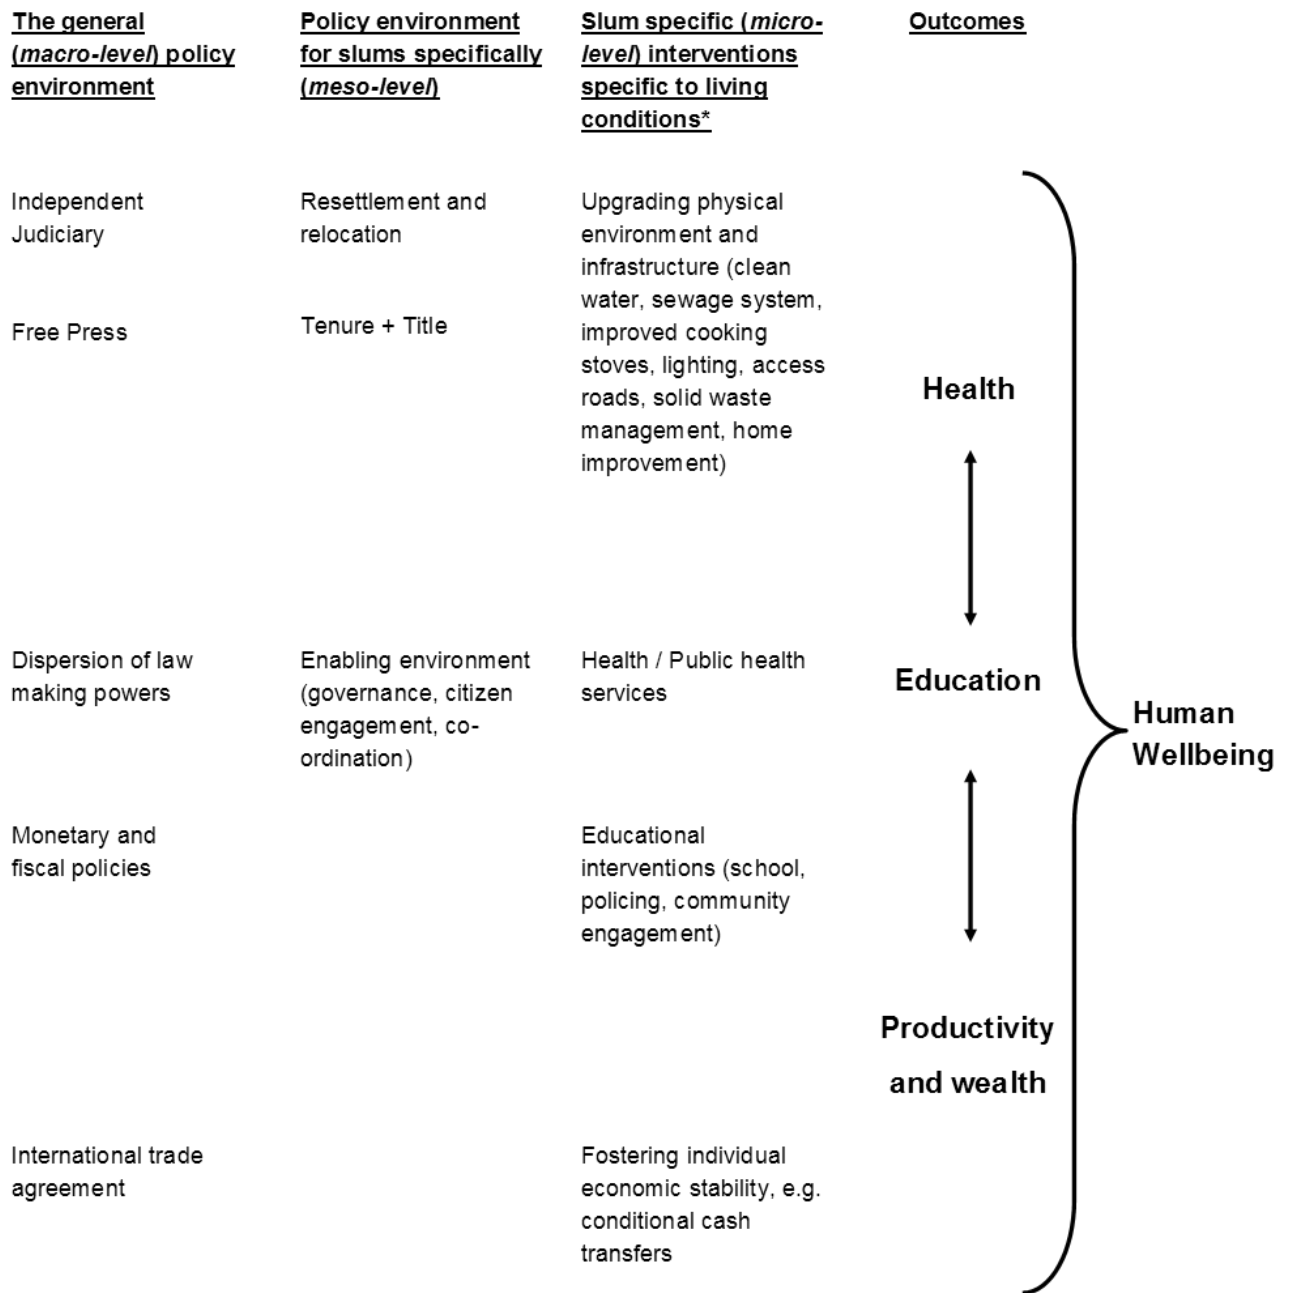 The general
(macro-level) policy
environment
Policy environment
for slums specifically
(meso-level)
Slum specific (micro-
level) interventions
specific to living
conditions*
Outcomes
Independent
Judiciary
Free Press
Dispersion of law
making powers
Monetary and
fiscal policies
International trade
agreement
Resettlement and
relocation
Tenure + Title
Enabling environment
(governance, citizen
engagement, co-
ordination)
Upgrading physical
environment and
infrastructure (clean
water, sewage system,
improved cooking
stoves, lighting, access
roads, solid waste
management, home
improvement)
Health / Public health
services
Educational
interventions (school,
policing, community
engagement)
Fostering individual
economic stability, e.g.
conditional cash
transfers
Health
Education
Productivity
and wealth
Human
Wellbeing